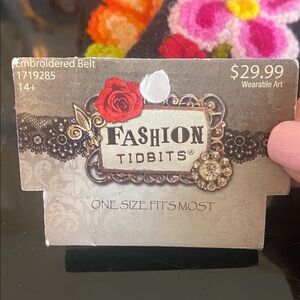 Embroidered Belt
1719285
14+
$29.99
Wearable Art
FASHION
TIDBITS®
ONE SIZE FITS MOST